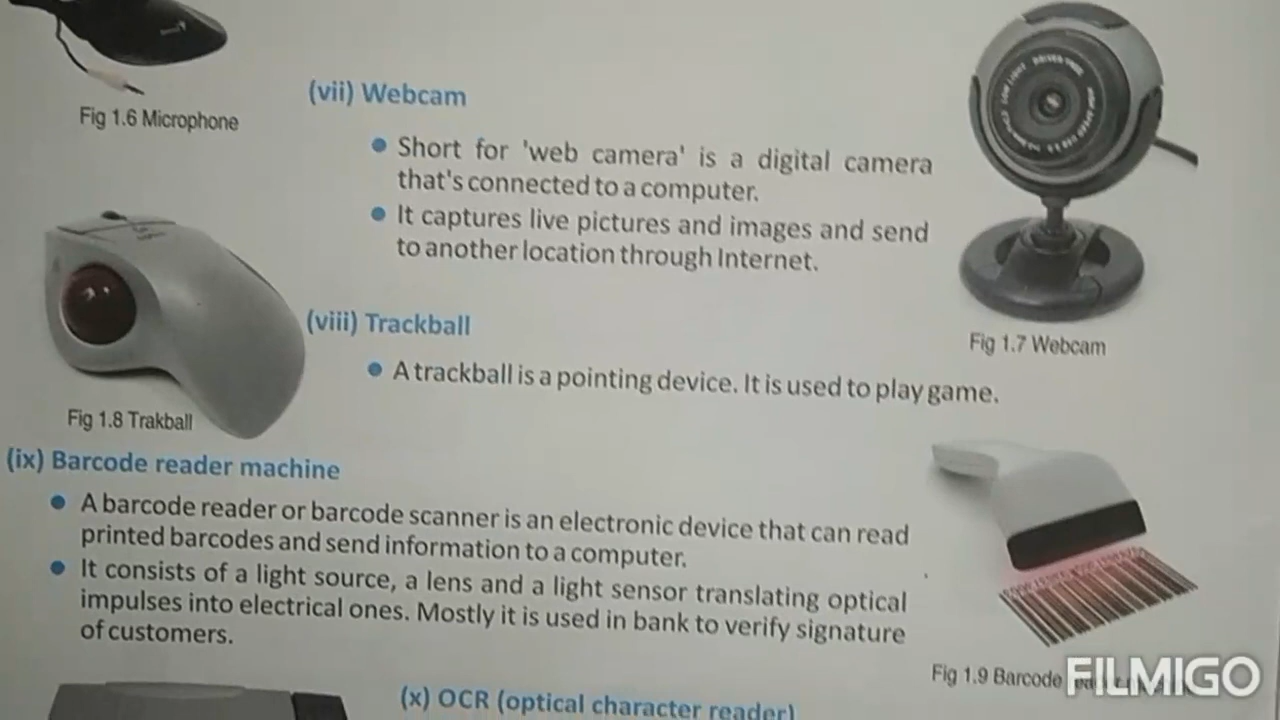 Fig 1.6 Microphone
(vii) Webcam
Short for 'web camera' is a digital camera
that's connected to a computer.
It captures live pictures and images and send
to another location through Internet.
Fig 1.7 Webcam
(viii) Trackball
A trackball is a pointing device. It is used to play game.
Fig 1.8 Trakball
(ix) Barcode reader machine
A barcode reader or barcode scanner is an electronic device that can read
printed barcodes and send information to a computer.
It consists of a light source, a lens and a light sensor translating optical
impulses into electrical ones. Mostly it is used in bank to verify signature
of customers.
Fig 1.9 Barcode
FILMIGO
(x) OCR (optical character reader)